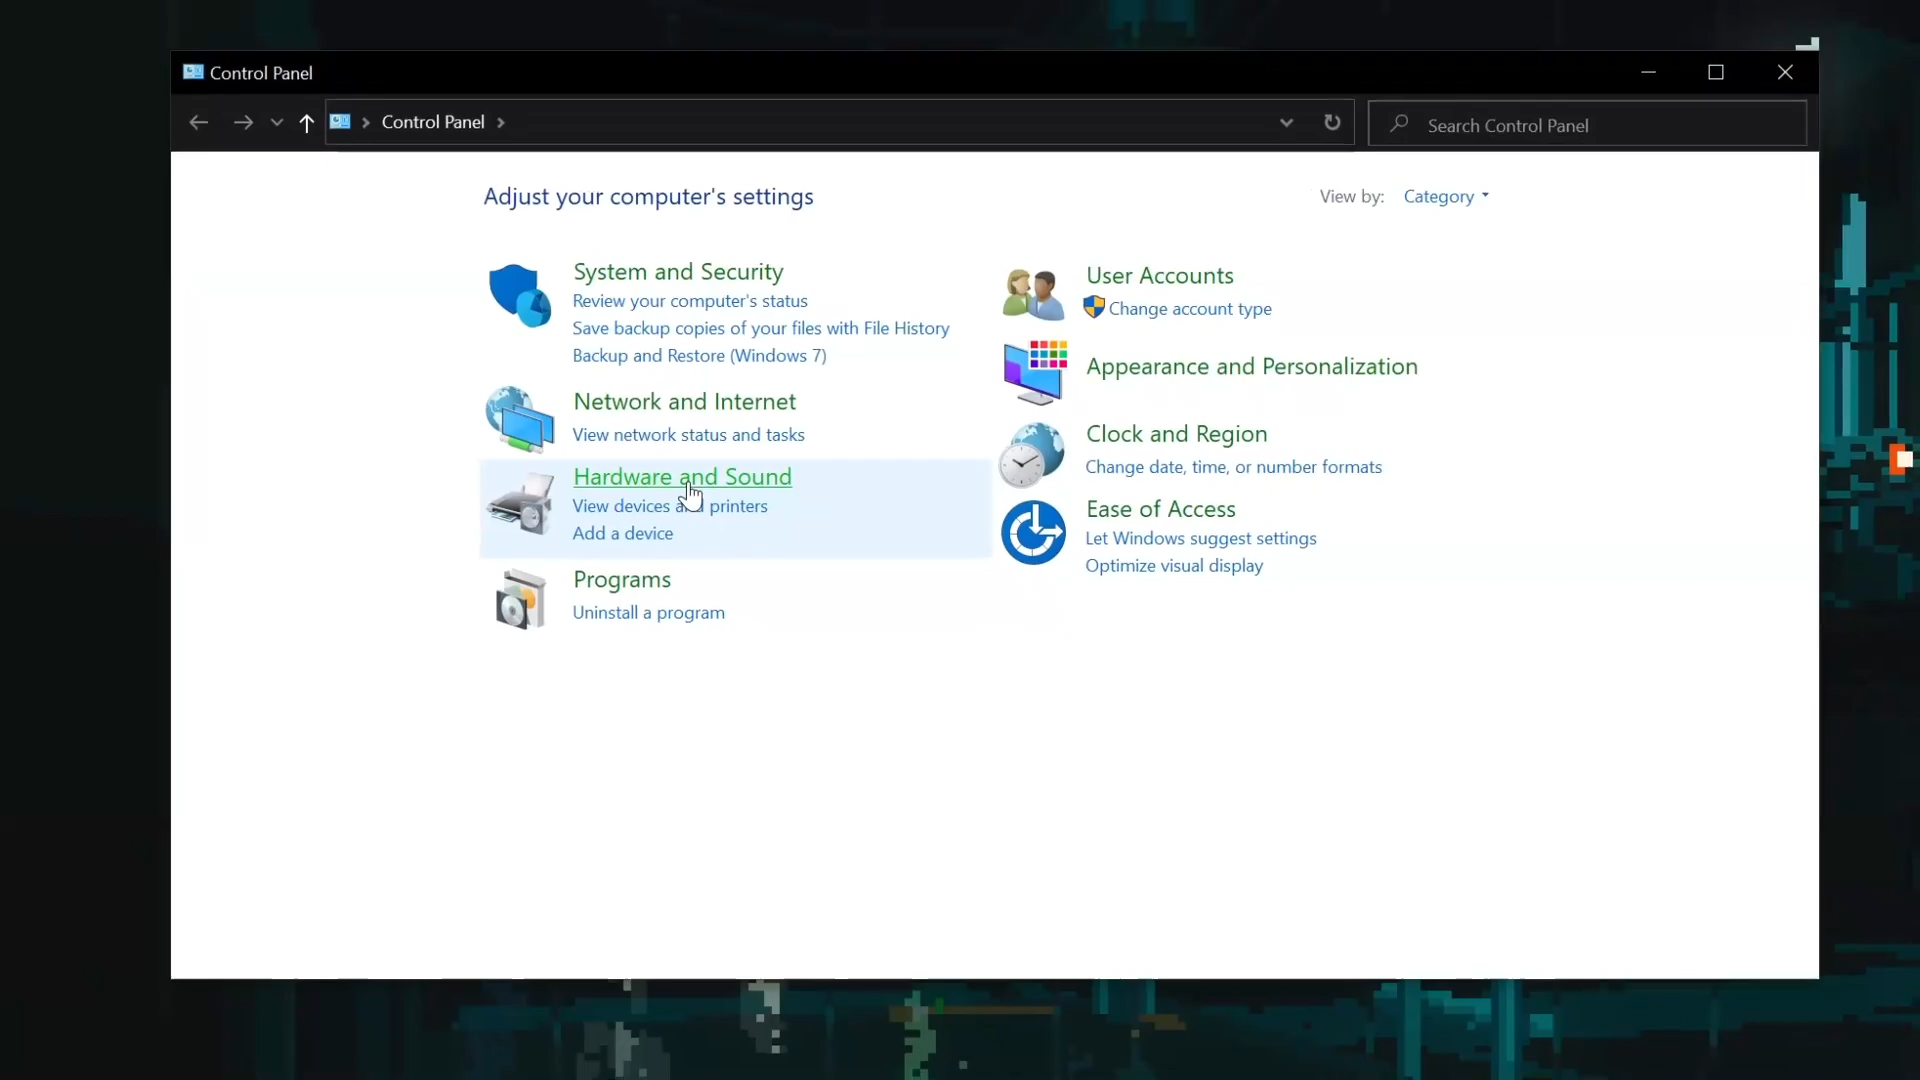 Control Panel
Control Panel
Search Control Panel
Adjust your computer's settings
View by: Category
System and Security
Review your computer's status
Save backup copies of your files with File History
Backup and Restore (Windows 7)
Network and Internet
View network status and tasks
Hardware and Sound
View devices and printers
Add a device
Programs
Uninstall a program
User Accounts
Change account type
Appearance and Personalization
Clock and Region
Change date, time, or number formats
Ease of Access
Let Windows suggest settings
Optimize visual display